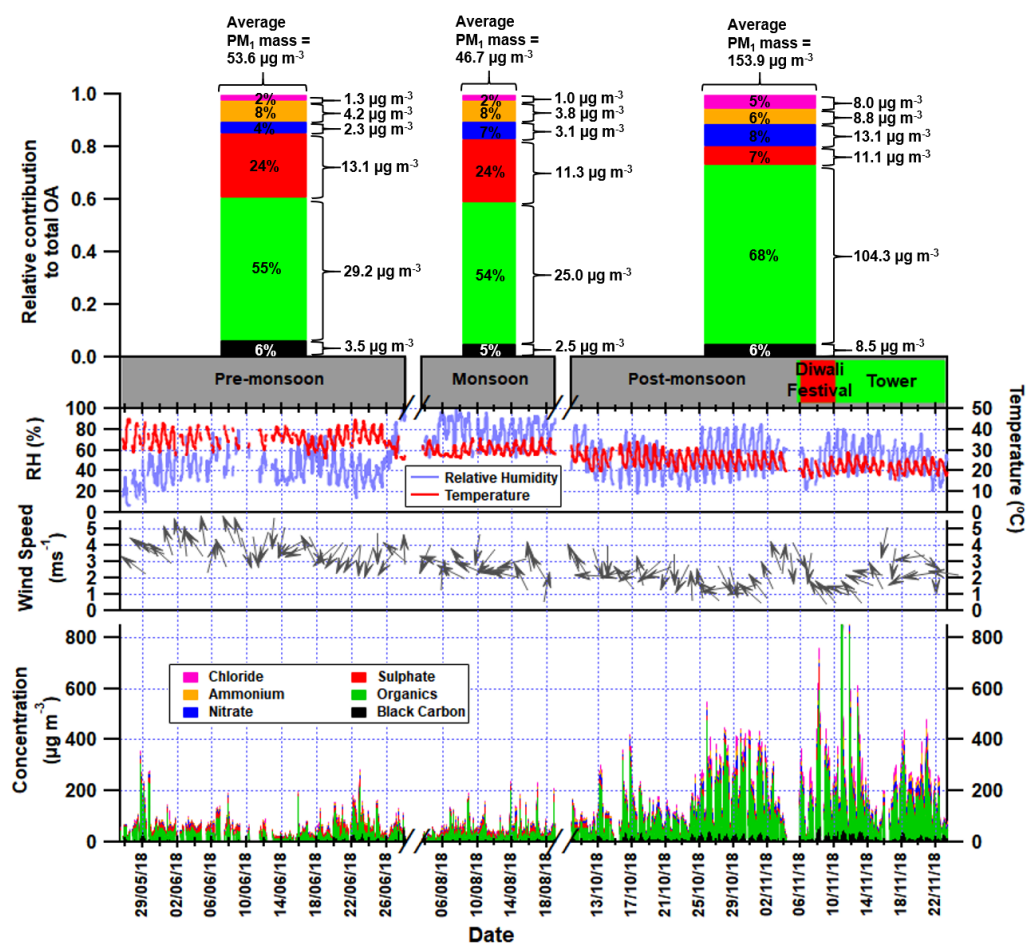 Average
PM1 mass =
53.6 µg m-3
Average
PM1 mass =
46.7 µg m-3
Average
PM1 mass =
153.9 µg m-3
Relative contribution
to total OA
1.0
0.8
0.6
0.4
0.2
0.0
2%
8%
4%
24%
55%
6%
1.3 µg m-3
4.2 µg m-3
2.3 µg m-3
13.1 µg m-3
29.2 µg m-3
3.5 µg m-3
2%
8%
7%
24%
54%
5%
1.0 µg m-3
3.8 µg m-3
3.1 µg m-3
11.3 µg m-3
25.0 µg m-3
2.5 µg m-3
5%
6%
8%
7%
68%
6%
8.0 µg m-3
8.8 µg m-3
13.1 µg m-3
11.1 µg m-3
104.3 µg m-3
8.5 µg m-3
Pre-monsoon
Monsoon
Post-monsoon
Diwali
Festival
Tower
RH (%)
100
80
60
40
20
0
Relative Humidity
Temperature
50
40
30
20
10
0
Temperature (ºC)
Wind Speed
(ms-1)
5
4
3
2
1
0
5
4
3
2
1
0
Concentration
(µg m-3)
800
600
400
200
0
Chloride
Ammonium
Nitrate
Sulphate
Organics
Black Carbon
800
600
400
200
0
29/05/18
02/06/18
06/06/18
10/06/18
14/06/18
18/06/18
22/06/18
26/06/18
6/08/18
10/08/18
14/08/18
18/08/18
13/10/18
17/10/18
21/10/18
25/10/18
29/10/18
02/11/18
06/11/18
10/11/18
14/11/18
18/11/18
22/11/18
Date